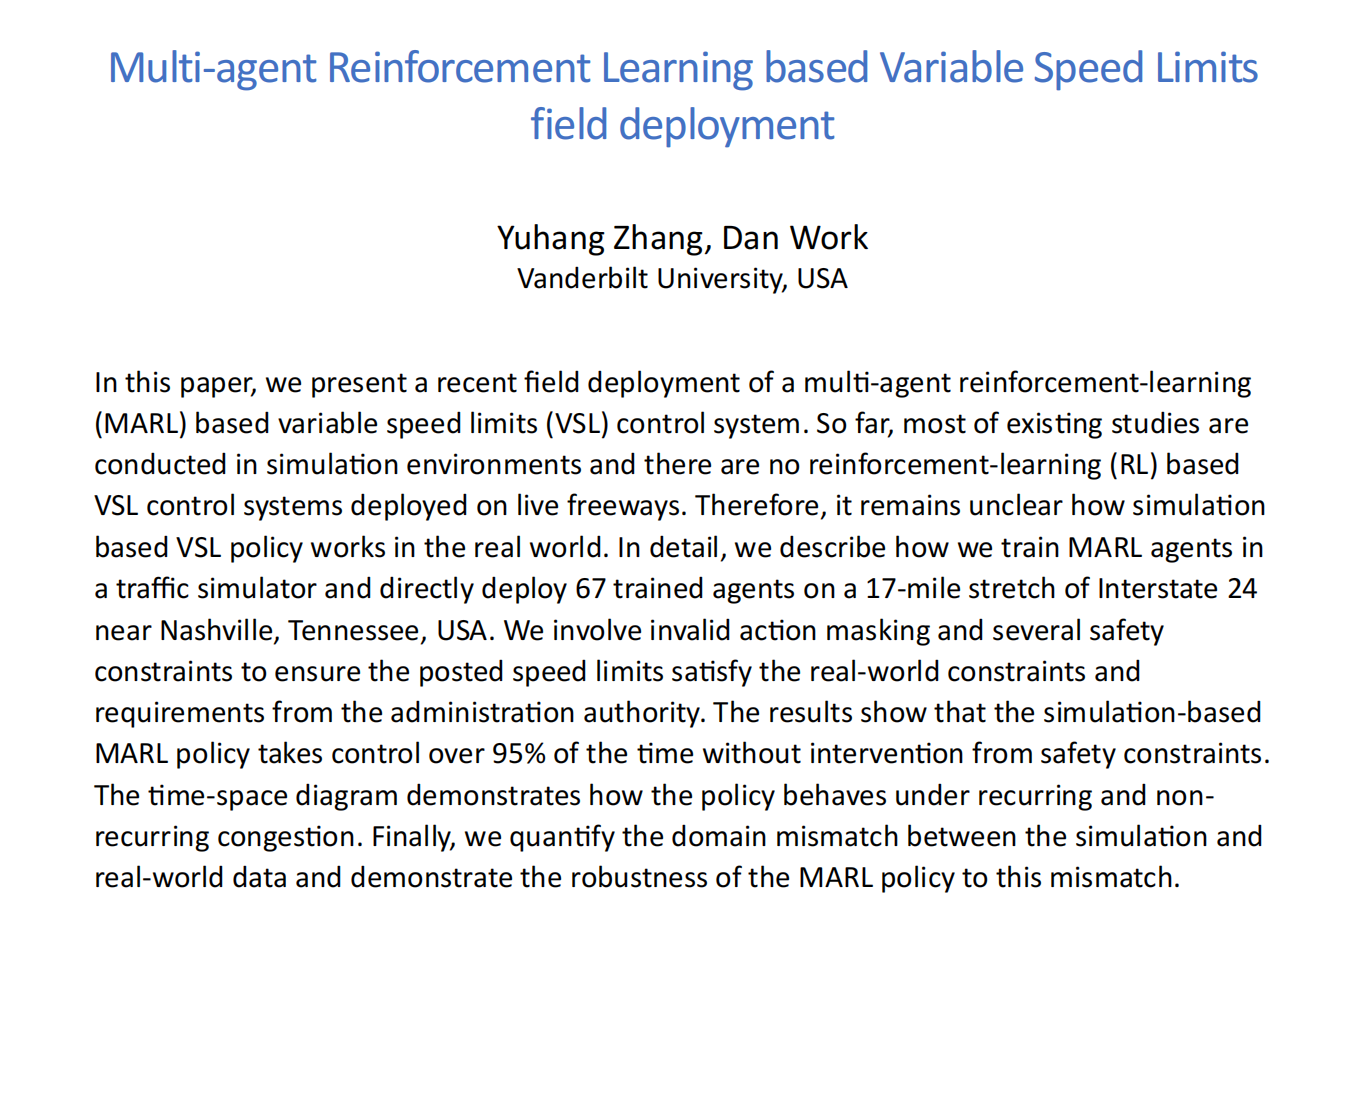 Multi-agent Reinforcement Learning based Variable Speed Limits
field deployment
Yuhang Zhang, Dan Work
Vanderbilt University, USA
In this paper, we present a recent field deployment of a multi-agent reinforcement-learning
(MARL) based variable speed limits (VSL) control system. So far, most of existing studies are
conducted in simulation environments and there are no reinforcement-learning (RL) based
VSL control systems deployed on live freeways. Therefore, it remains unclear how simulation
based VSL policy works in the real world. In detail, we describe how we train MARL agents in
a traffic simulator and directly deploy 67 trained agents on a 17-mile stretch of Interstate 24
near Nashville, Tennessee, USA. We involve invalid action masking and several safety
constraints to ensure the posted speed limits satisfy the real-world constraints and
requirements from the administration authority. The results show that the simulation-based
MARL policy takes control over 95% of the time without intervention from safety constraints.
The time-space diagram demonstrates how the policy behaves under recurring and non-
recurring congestion. Finally, we quantify the domain mismatch between the simulation and
real-world data and demonstrate the robustness of the MARL policy to this mismatch.